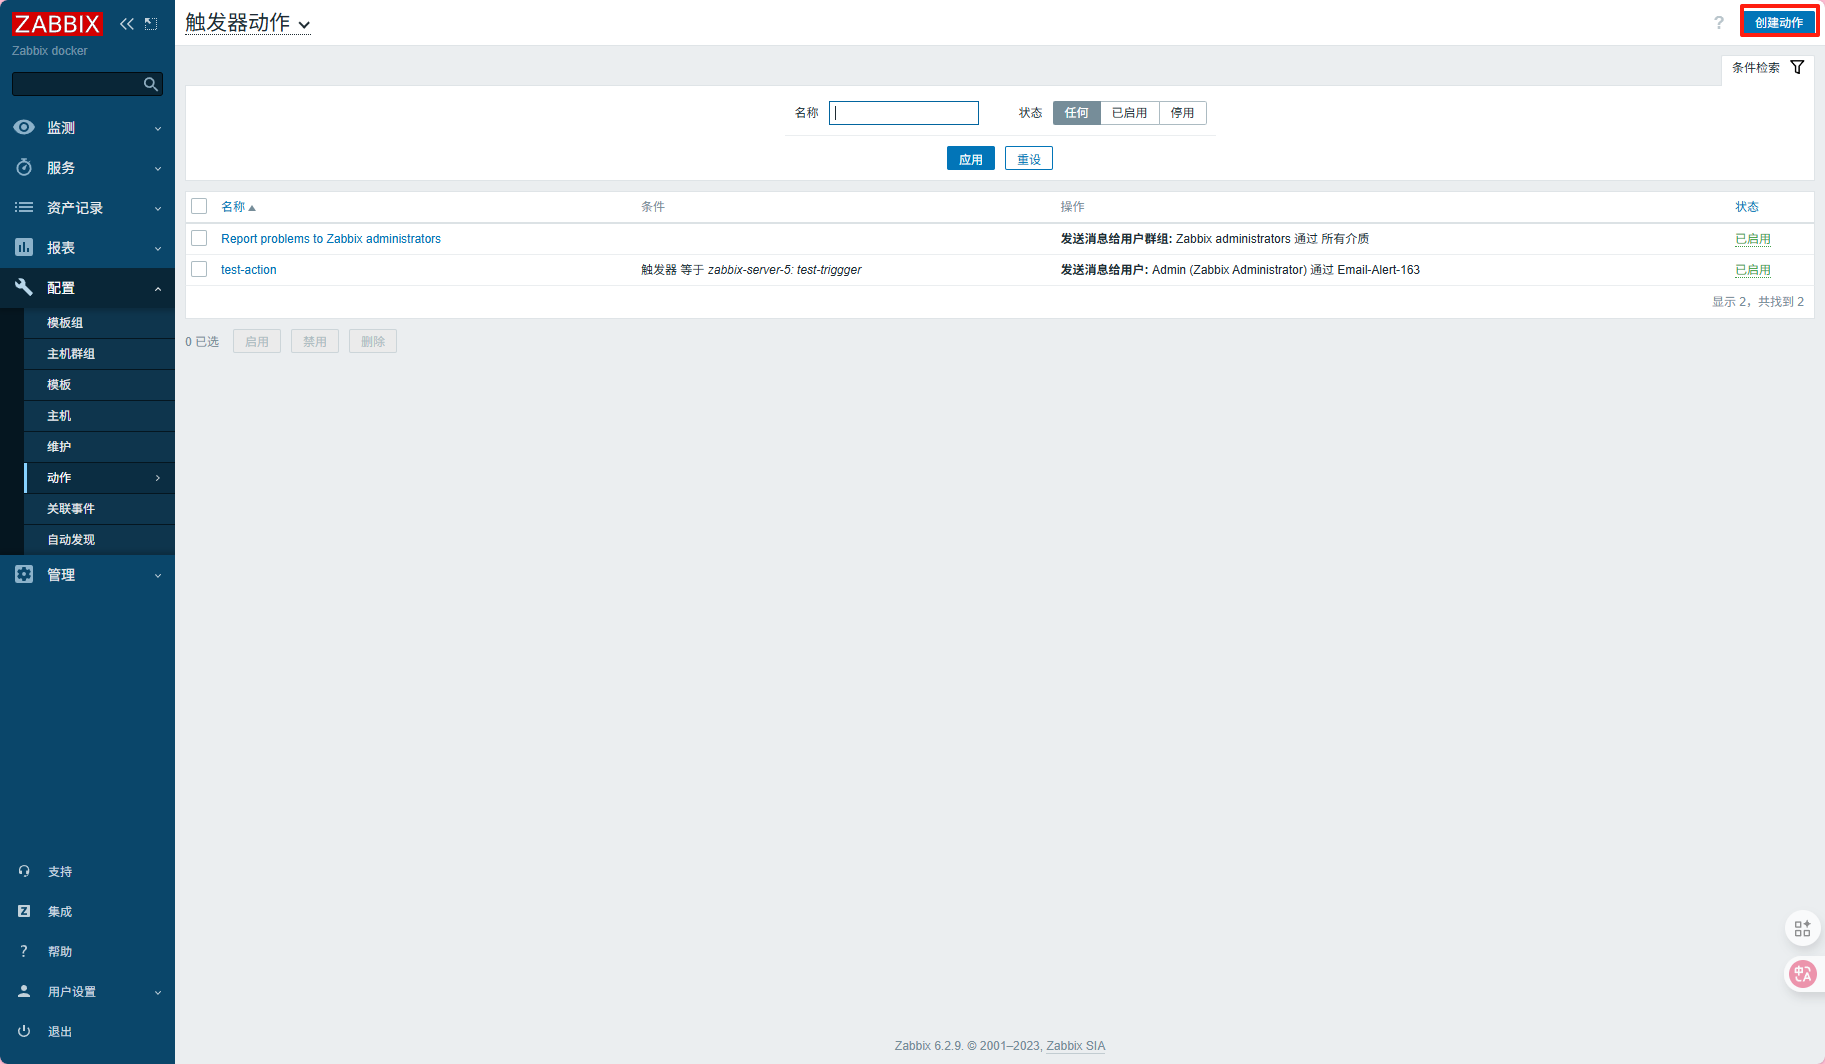 ZABBIX
Zabbix docker
监测
服务
资产记录
报表
配置
模板组
主机群组
模板
主机
维护
动作
关联事件
自动发现
管理
支持
集成
? 帮助
用户设置
退出
触发器动作
? 创建动作
条件检索
名称 状态 任何 已启用 停用
应用 重设
名称 条件 操作 状态
Report problems to Zabbix administrators 发送消息给用户群组: Zabbix administrators 通过 所有介质 已启用
test-action 触发器 等于 zabbix-server-5: test-triggger 发送消息给用户: Admin (Zabbix Administrator) 通过 Email-Alert-163 已启用
显示 2，共找到 2
0 已选 启用 禁用 删除
Zabbix 6.2.9. © 2001–2023, Zabbix SIA